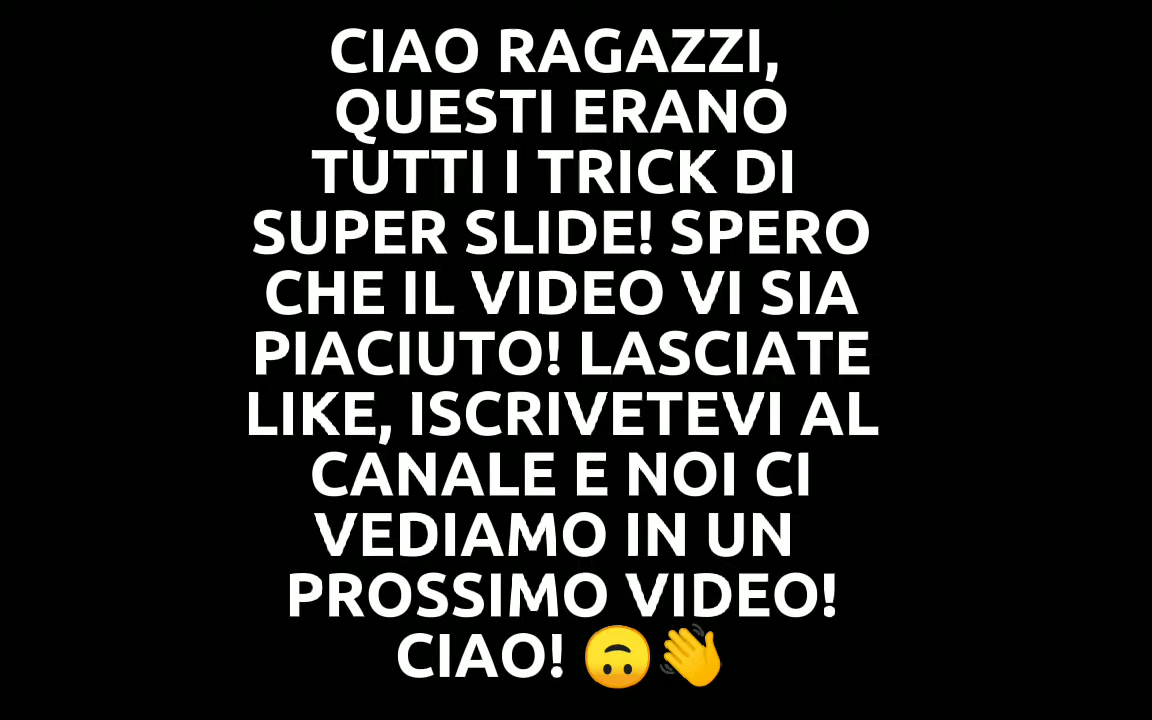 CIAO RAGAZZI,
QUESTI ERANO
TUTTI I TRICK DI
SUPER SLIDE! SPERO
CHE IL VIDEO VI SIA
PIACIUTO! LASCIATE
LIKE, ISCRIVETEVI AL
CANALE E NOI CI
VEDIAMO IN UN
PROSSIMO VIDEO!
CIAO! 🙃👋